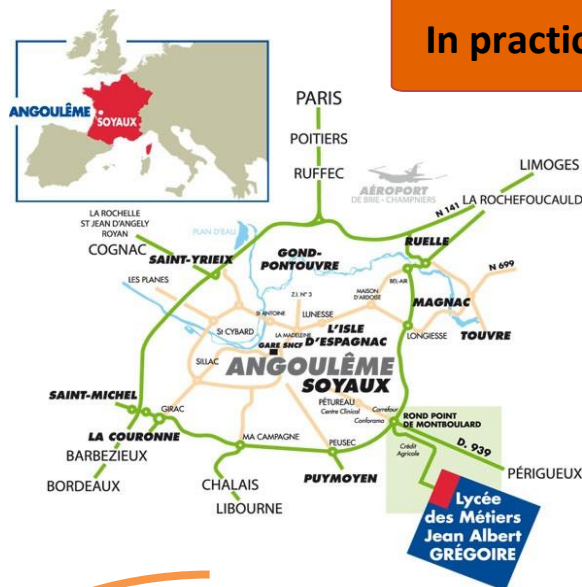 In practic
ANGOULÊME
SOYAUX
PARIS
POITIERS
RUFFEC
AÉROPORT
DE BRIE - CHAMPNIERS
LIMOGES
LA ROCHEFOUCAULD
N 141
LA ROCHELLE
ST JEAN D'ANGELY
ROYAN
COGNAC
PLAN D'EAU
SAINT-YRIEIX
GOND-
PONTOUVRE
RUELLE
N 699
LES PLANES
BEL-AIR
MAISON
D'ARDOISE
MAGNAC
Z.I. N° 3
ST ANTOINE
LUNESSE
St CYBARD
LA MADELEINE
L'ISLE
D'ESPAGNAC
LONGIESSE
TOUVRE
GARE SNCF
SILLAC
ANGOULÊME
SOYAUX
PÉTUREAU
Centre Clinical
Carrefour
Conforama
ROND POINT
DE MONTBOULARD
SAINT-MICHEL
GIRAC
LA COURONNE
MA CAMPAGNE
PEUSEC
Crédit
Agricole
D. 939
BARBEZIEUX
BORDEAUX
CHALAIS
LIBOURNE
PUYMOYEN
PÉRIGUEUX
Lycée
des Métiers
Jean Albert
GRÉGOIRE